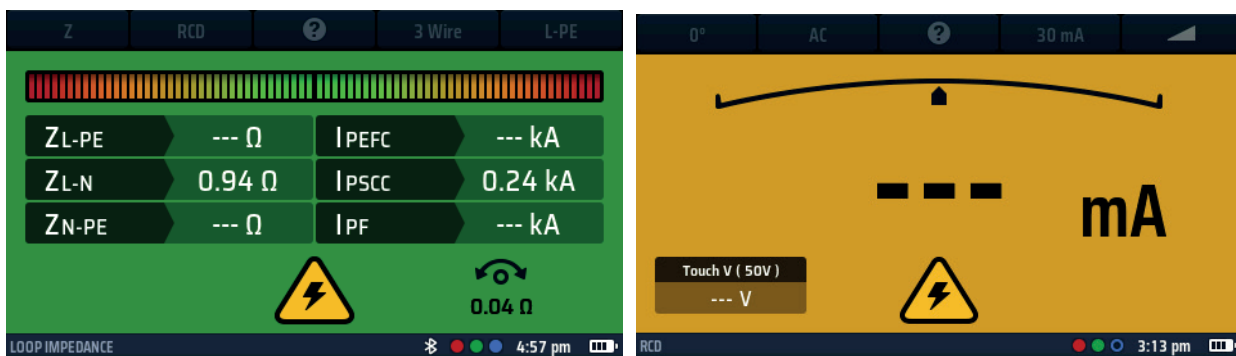 Z RCD ? 3 Wire L-PE
ZL-PE --- Ω IPEFC --- kA
ZL-N 0.94 Ω IPSCC 0.24 kA
ZN-PE --- Ω IPF --- kA
0.04 Ω
LOOP IMPEDANCE 4:57 pm
0° AC ? 30 mA
--- mA
Touch V ( 50V )
--- V
RCD 3:13 pm